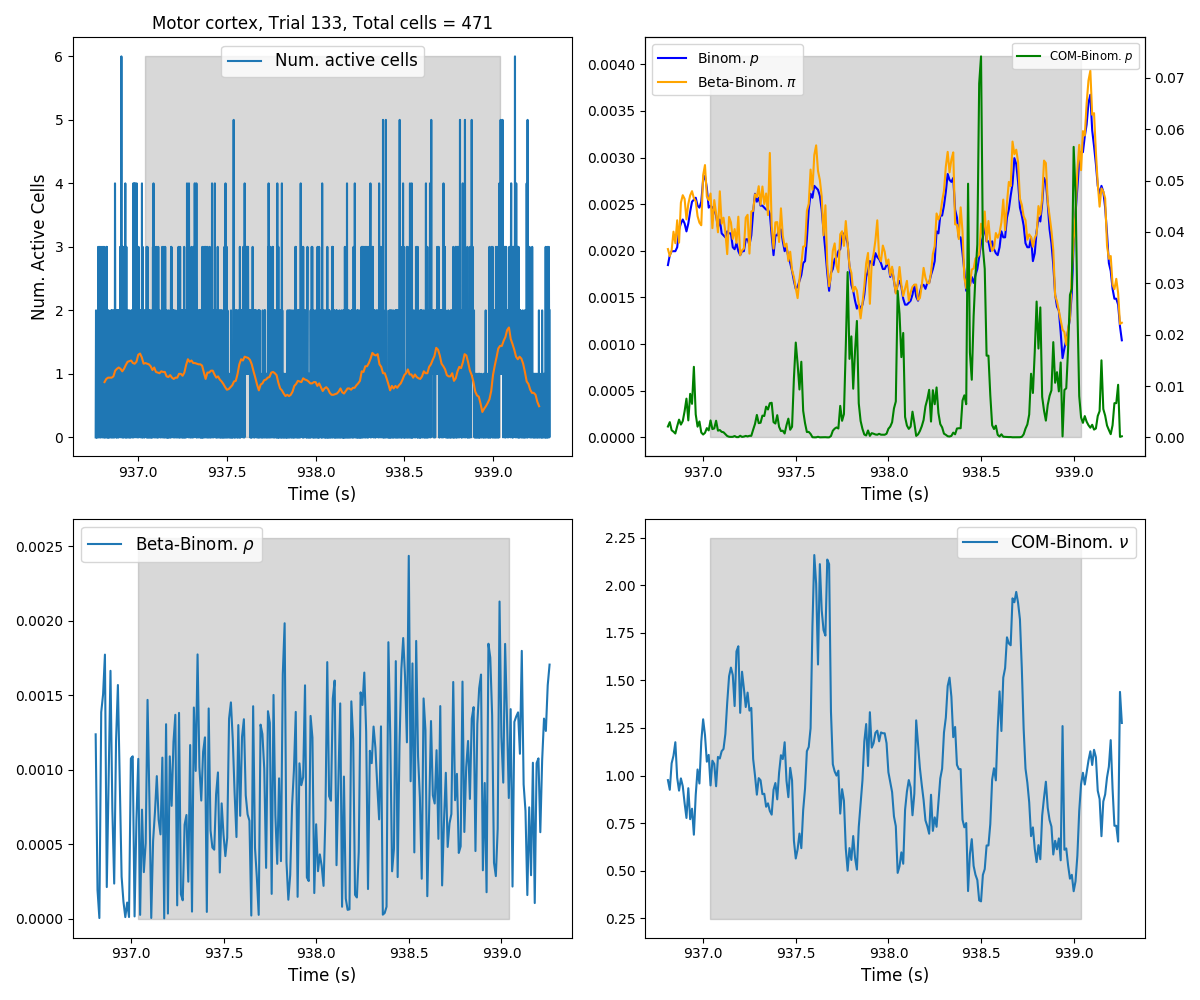 Motor cortex, Trial 133, Total cells = 471
Num. active cells
Num. Active Cells
6
5
4
3
2
1
0
937.0 937.5 938.0 938.5 939.0
Time (s)
Binom. p
Beta-Binom. π
COM-Binom. p
0.0040
0.0035
0.0030
0.0025
0.0020
0.0015
0.0010
0.0005
0.0000
0.07
0.06
0.05
0.04
0.03
0.02
0.01
0.00
937.0 937.5 938.0 938.5 939.0
Time (s)
Beta-Binom. ρ
0.0025
0.0020
0.0015
0.0010
0.0005
0.0000
937.0 937.5 938.0 938.5 939.0
Time (s)
COM-Binom. ν
2.25
2.00
1.75
1.50
1.25
1.00
0.75
0.50
0.25
937.0 937.5 938.0 938.5 939.0
Time (s)